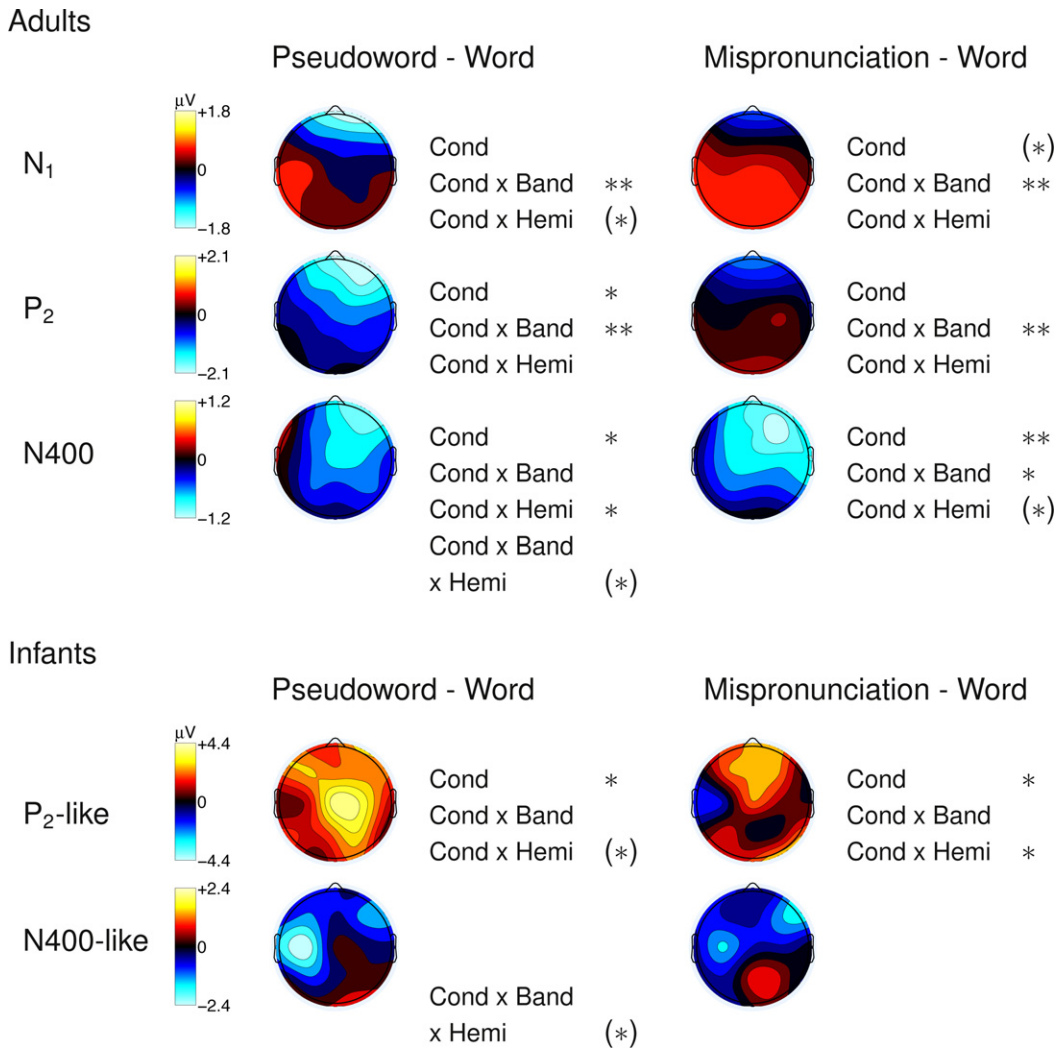 Adults
Pseudoword - Word
Mispronunciation - Word
N₁
μV
+1.8
0
−1.8
Cond
Cond x Band **
Cond x Hemi (*)
Cond (*)
Cond x Band **
Cond x Hemi
P₂
+2.1
0
−2.1
Cond *
Cond x Band **
Cond x Hemi
Cond
Cond x Band **
Cond x Hemi
N400
+1.2
0
−1.2
Cond *
Cond x Band
Cond x Hemi *
Cond x Band
x Hemi (*)
Cond **
Cond x Band *
Cond x Hemi (*)
Infants
Pseudoword - Word
Mispronunciation - Word
P₂-like
μV
+4.4
0
−4.4
Cond *
Cond x Band
Cond x Hemi (*)
Cond *
Cond x Band
Cond x Hemi *
N400-like
+2.4
0
−2.4
Cond x Band
x Hemi (*)